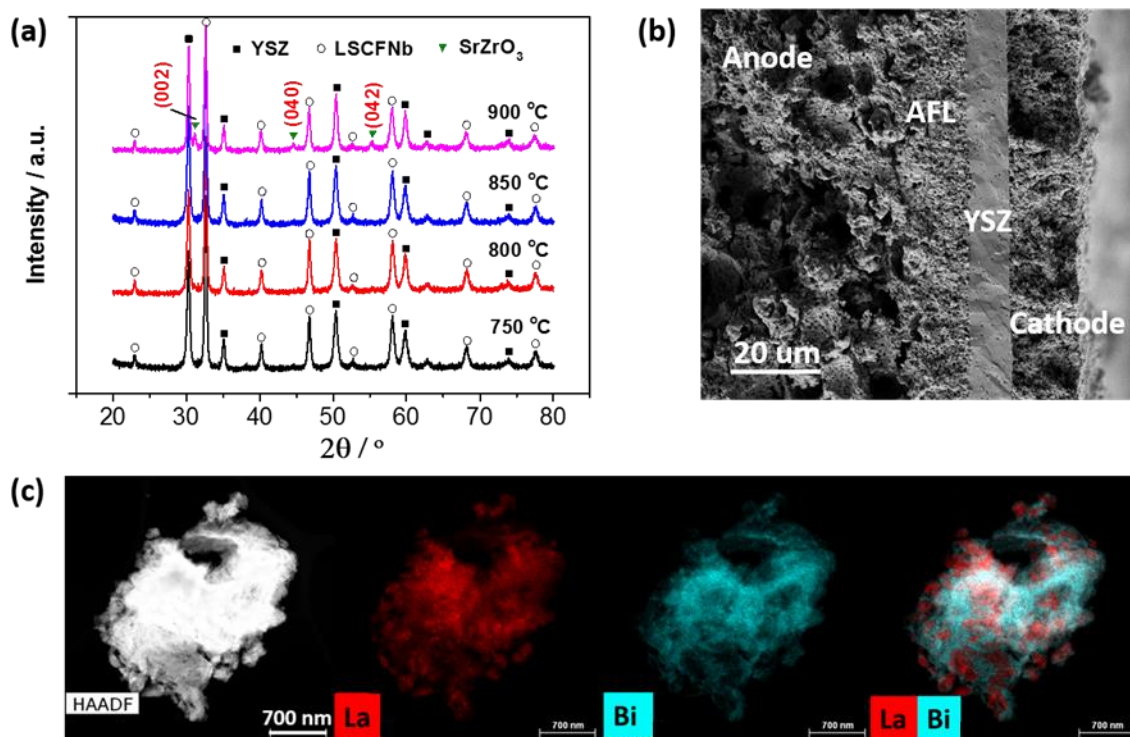 (a)
■ YSZ ○ LSCFNb ▼ SrZrO3
(002)
(040)
(042)
900 °C
850 °C
800 °C
750 °C
Intensity / a.u.
20 30 40 50 60 70 80
2θ / °
(b)
Anode
AFL
YSZ
Cathode
20 um
(c)
HAADF
700 nm
La
700 nm
Bi
700 nm
La Bi
700 nm